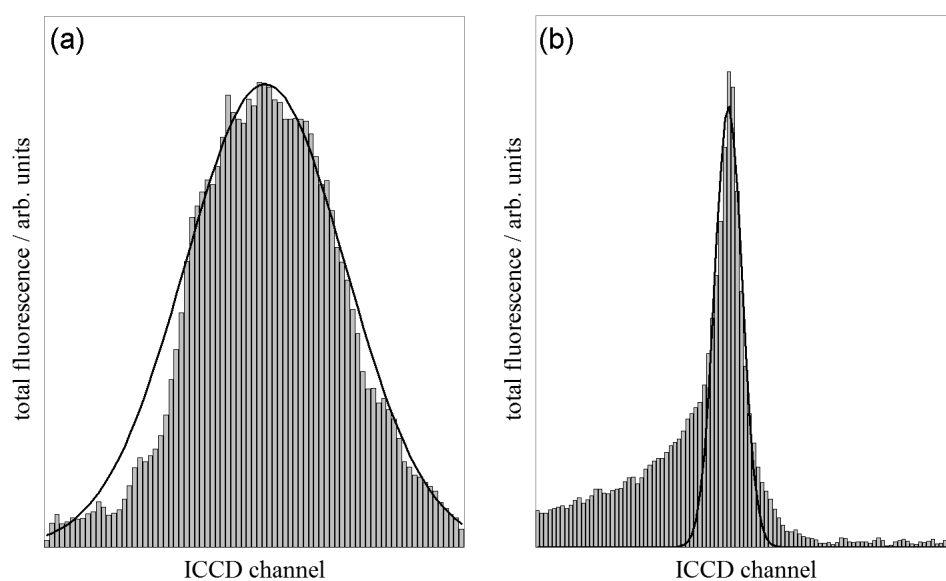 (a)
total fluorescence / arb. units
ICCD channel
(b)
total fluorescence / arb. units
ICCD channel